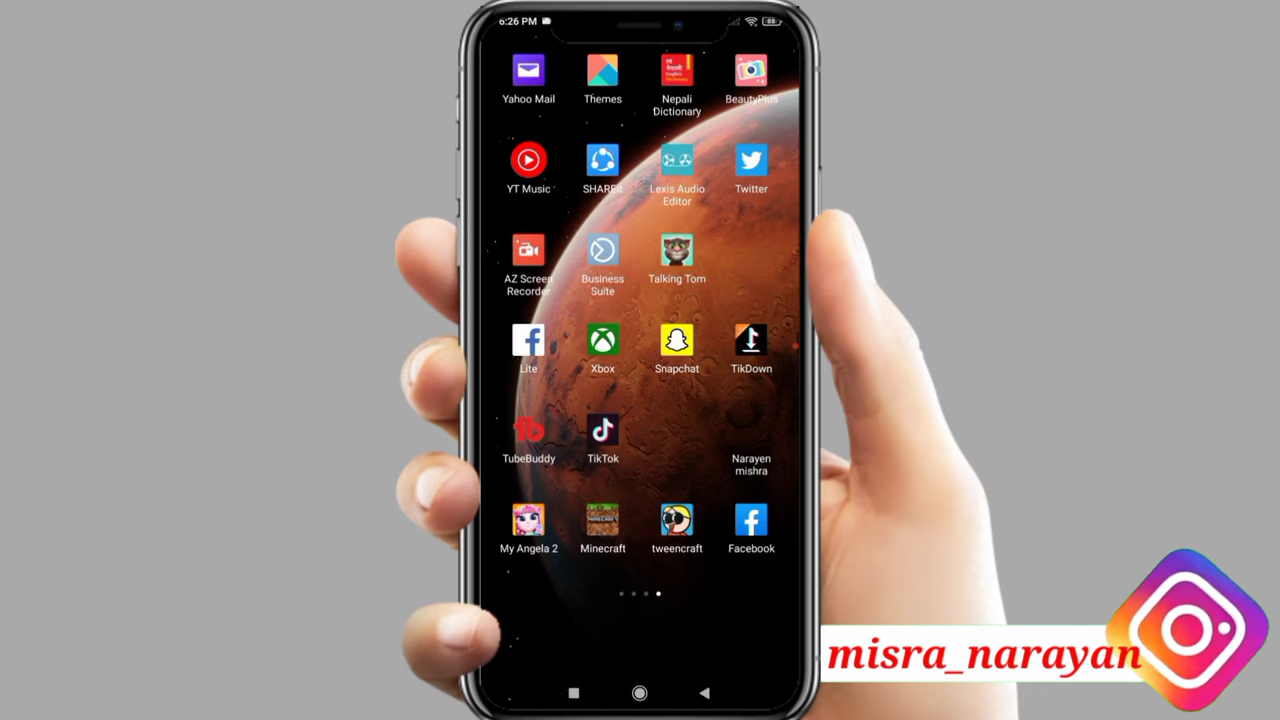 6:26 PM
88
Yahoo Mail
Themes
Nepali
Dictionary
BeautyPlus
YT Music
SHAREit
Lexis Audio
Editor
Twitter
AZ Screen
Recorder
Business
Suite
Talking Tom
Lite
Xbox
Snapchat
TikDown
TubeBuddy
TikTok
Narayen
mishra
My Angela 2
Minecraft
tweencraft
Facebook
misra_narayan